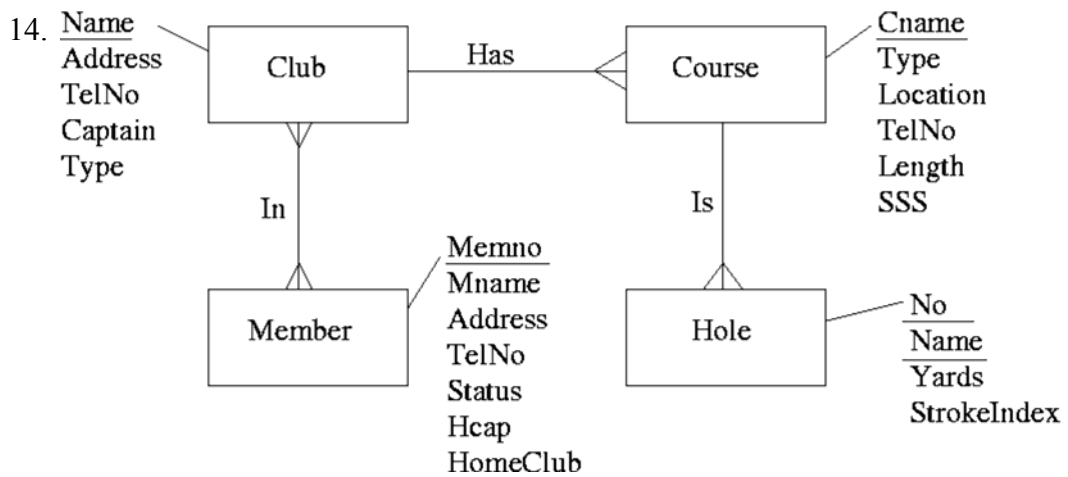 14.
Name
Address
TelNo
Captain
Type
Club
Has
Course
Cname
Type
Location
TelNo
Length
SSS
In
Is
Member
Memno
Mname
Address
TelNo
Status
Hcap
HomeClub
Hole
No
Name
Yards
StrokeIndex